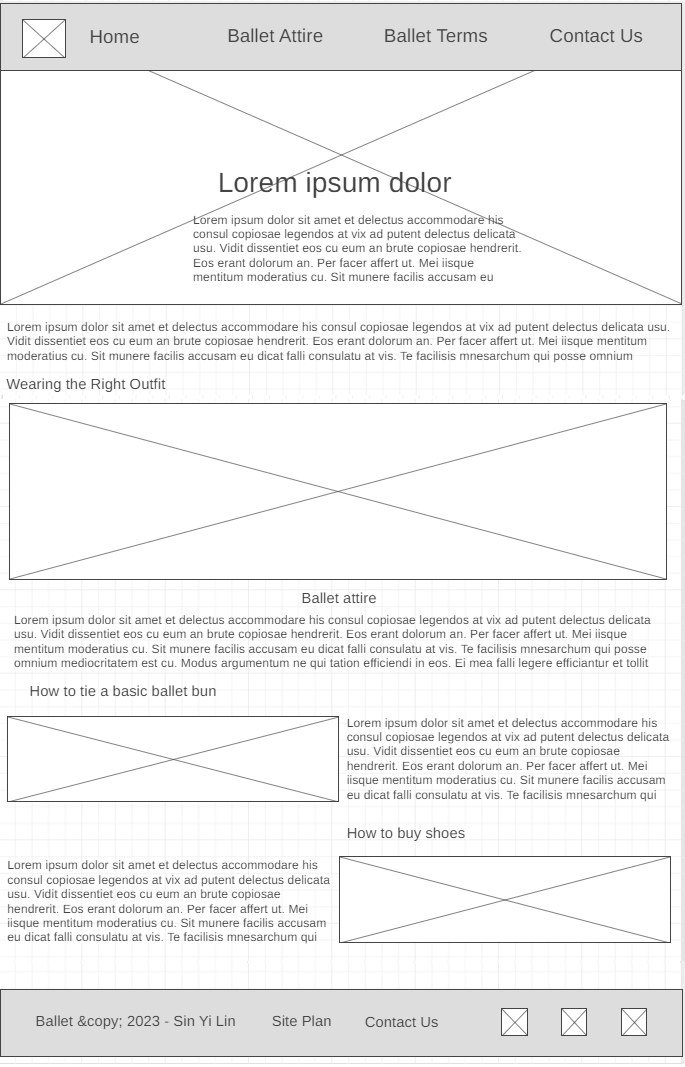 Home Ballet Attire Ballet Terms Contact Us
Lorem ipsum dolor
Lorem ipsum dolor sit amet et delectus accommodare his
consul copiosae legendos at vix ad putent delectus delicata
usu. Vidit dissentiet eos cu eum an brute copiosae hendrerit.
Eos erant dolorum an. Per facer affert ut. Mei iisque
mentitum moderatius cu. Sit munere facilis accusam eu
Lorem ipsum dolor sit amet et delectus accommodare his consul copiosae legendos at vix ad putent delectus delicata usu.
Vidit dissentiet eos cu eum an brute copiosae hendrerit. Eos erant dolorum an. Per facer affert ut. Mei iisque mentitum
moderatius cu. Sit munere facilis accusam eu dicat falli consulatu at vis. Te facilisis mnesarchum qui posse omnium
Wearing the Right Outfit
Ballet attire
Lorem ipsum dolor sit amet et delectus accommodare his consul copiosae legendos at vix ad putent delectus delicata
usu. Vidit dissentiet eos cu eum an brute copiosae hendrerit. Eos erant dolorum an. Per facer affert ut. Mei iisque
mentitum moderatius cu. Sit munere facilis accusam eu dicat falli consulatu at vis. Te facilisis mnesarchum qui posse
omnium mediocritatem est cu. Modus argumentum ne qui tation efficiendi in eos. Ei mea falli legere efficiantur et tollit
How to tie a basic ballet bun
Lorem ipsum dolor sit amet et delectus accommodare his
consul copiosae legendos at vix ad putent delectus delicata
usu. Vidit dissentiet eos cu eum an brute copiosae
hendrerit. Eos erant dolorum an. Per facer affert ut. Mei
iisque mentitum moderatius cu. Sit munere facilis accusam
eu dicat falli consulatu at vis. Te facilisis mnesarchum qui
How to buy shoes
Lorem ipsum dolor sit amet et delectus accommodare his
consul copiosae legendos at vix ad putent delectus delicata
usu. Vidit dissentiet eos cu eum an brute copiosae
hendrerit. Eos erant dolorum an. Per facer affert ut. Mei
iisque mentitum moderatius cu. Sit munere facilis accusam
eu dicat falli consulatu at vis. Te facilisis mnesarchum qui
Ballet &copy; 2023 - Sin Yi Lin Site Plan Contact Us